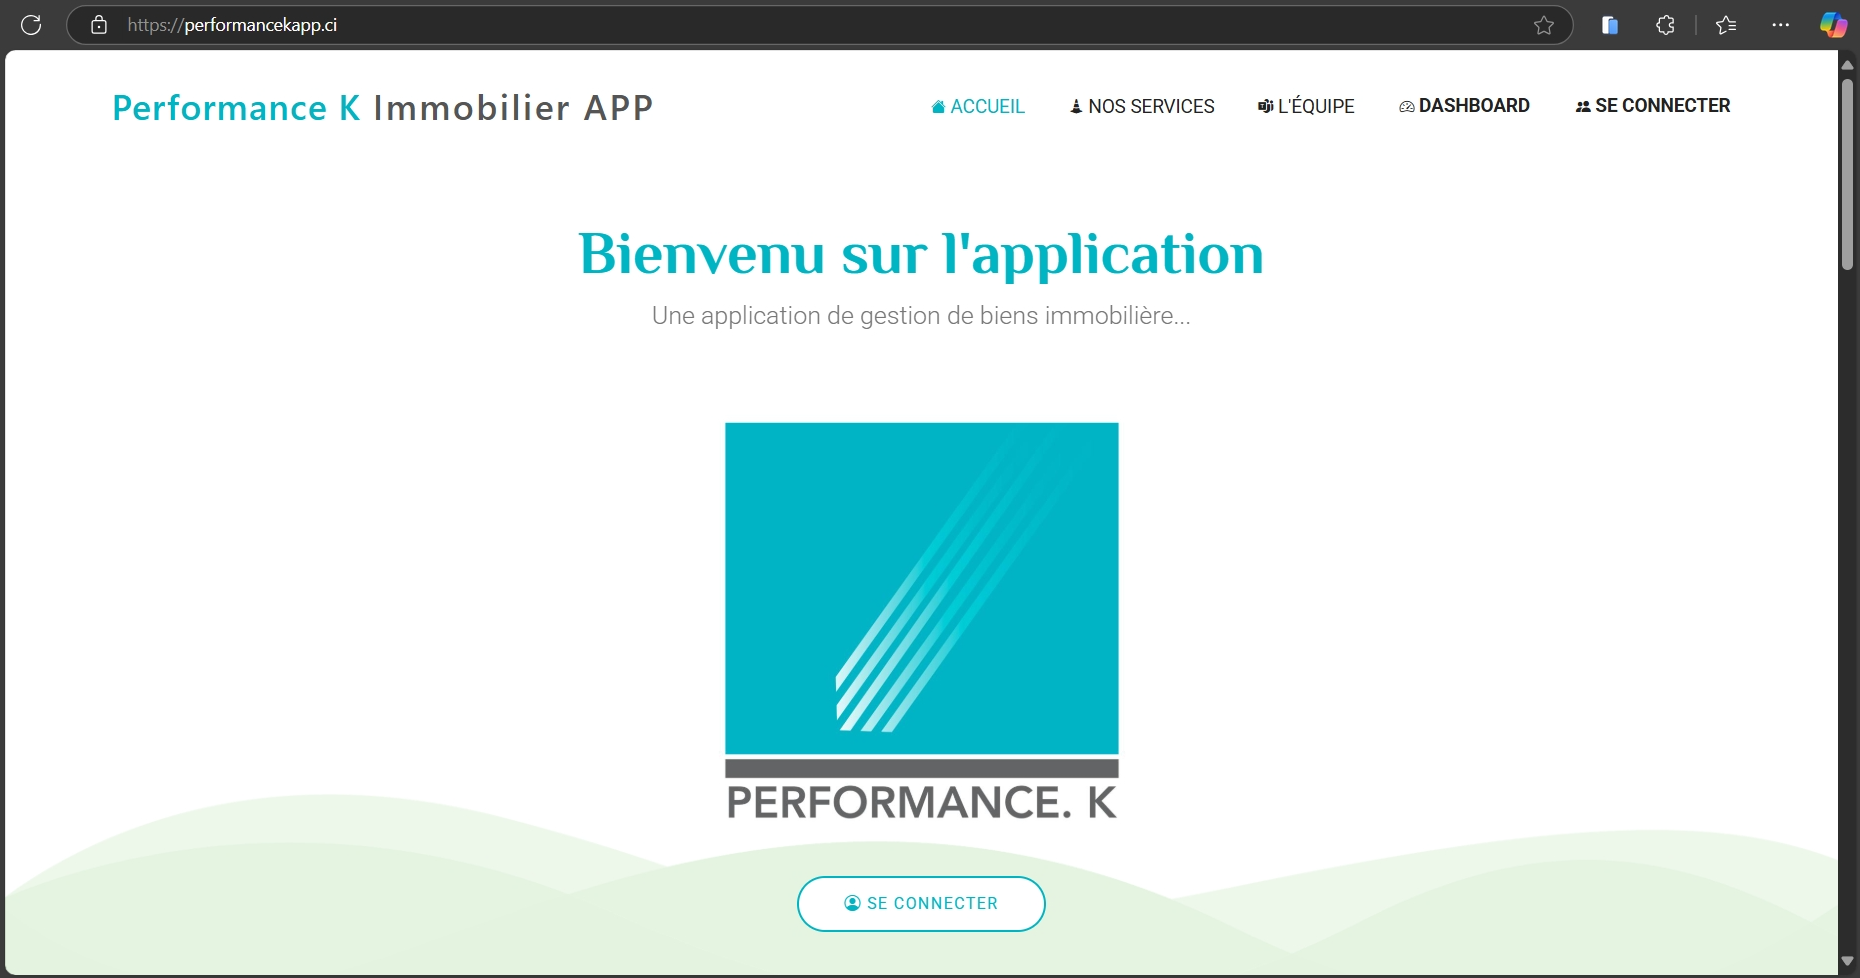 https://performancekapp.ci
Performance K Immobilier APP
ACCUEIL
NOS SERVICES
L'ÉQUIPE
DASHBOARD
SE CONNECTER
Bienvenu sur l'application
Une application de gestion de biens immobilière...
PERFORMANCE. K
SE CONNECTER